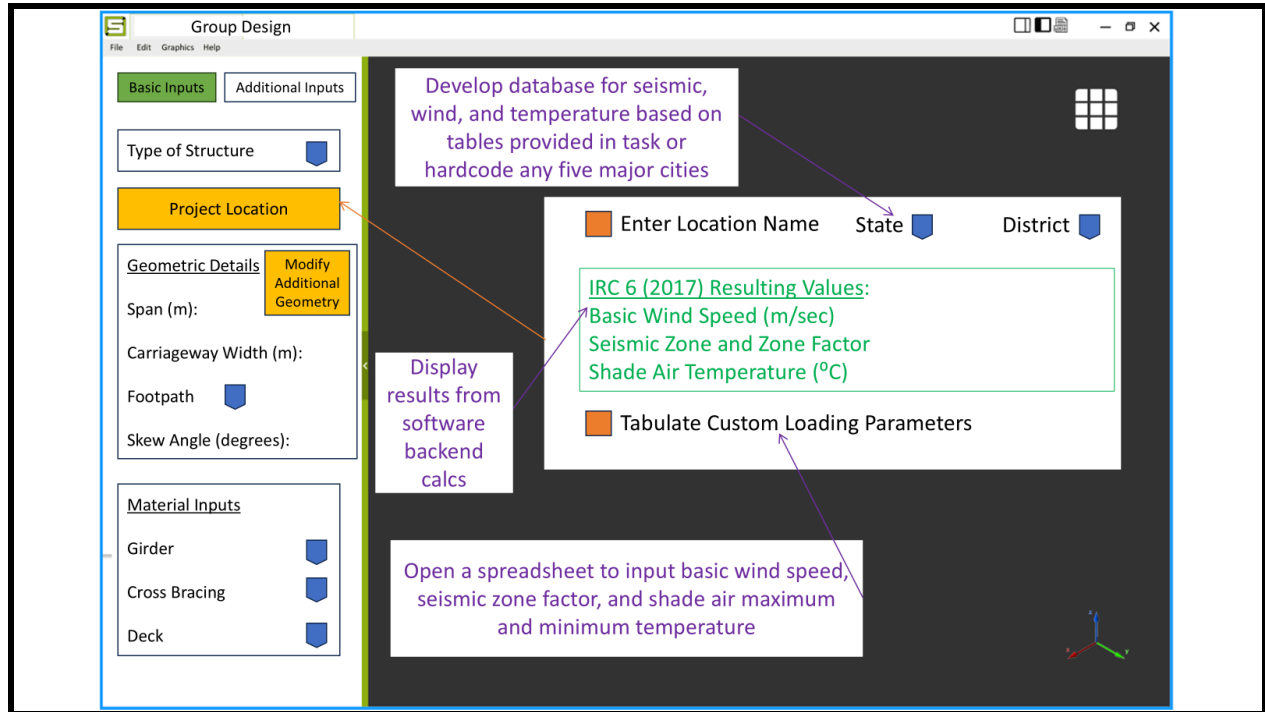 Group Design
File Edit Graphics Help
Basic Inputs
Additional Inputs
Type of Structure
Project Location
Geometric Details
Modify
Additional
Geometry
Span (m):
Carriageway Width (m):
Footpath
Skew Angle (degrees):
Material Inputs
Girder
Cross Bracing
Deck
Develop database for seismic,
wind, and temperature based on
tables provided in task or
hardcode any five major cities
Enter Location Name State District
IRC 6 (2017) Resulting Values:
Basic Wind Speed (m/sec)
Seismic Zone and Zone Factor
Shade Air Temperature (⁰C)
Tabulate Custom Loading Parameters
Display
results from
software
backend
calcs
Open a spreadsheet to input basic wind speed,
seismic zone factor, and shade air maximum
and minimum temperature
z
x
y